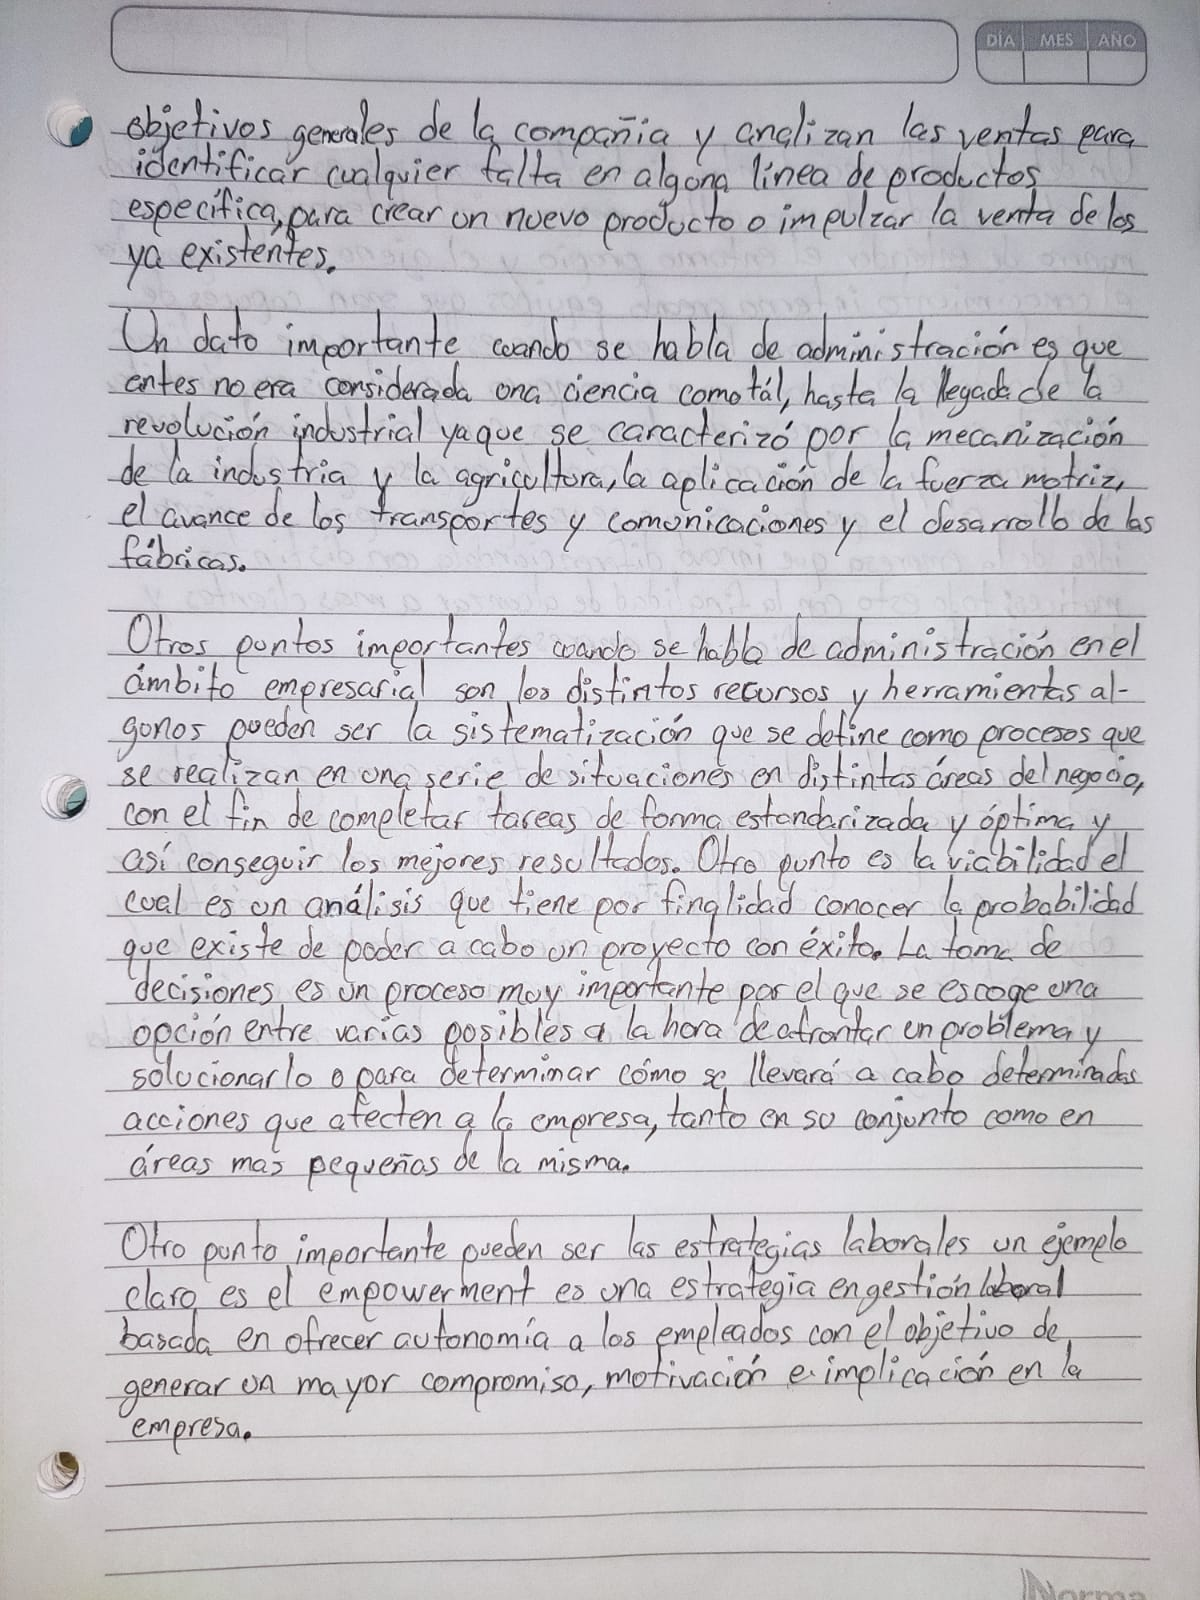 DÍA MES AÑO
objetivos generales de la compañia y analizan las ventas para
identificar cualquier falta en alguna línea de productos
específica, para crear un nuevo producto o impulzar la venta de los
ya existentes.
Un dato importante cuando se habla de administración es que
antes no era considerada una ciencia como tál, hasta la llegada de la
revolución industrial ya que se caracterizó por la mecanización
de la industria y la agricultura, la aplicación de la fuerza motriz,
el avance de los transportes y comunicaciones y el desarrollo de las
fábricas.
Otros puntos importantes cuando se habla de administración en el
ámbito empresarial son los distintos recursos y herramientas al-
gunos pueden ser la sistematización que se define como procesos que
se realizan en una serie de situaciones en distintas áreas del negocio,
con el fin de completar tareas de forma estandarizada y óptima y
así conseguir los mejores resultados. Otro punto es la viabilidad el
cual es un análisis que tiene por finalidad conocer la probabilidad
que existe de poder a cabo un proyecto con éxito. La toma de
decisiones es un proceso muy importante por el que se escoge una
opción entre varias posibles a la hora de afrontar un problema y
solucionarlo o para determinar cómo se llevará a cabo determinadas
acciones que afecten a la empresa, tanto en su conjunto como en
áreas mas pequeñas de la misma.
Otro punto importante pueden ser las estrategias laborales un ejemplo
claro es el empowerment es una estrategia en gestión laboral
basada en ofrecer autonomía a los empleados con el objetivo de
generar un mayor compromiso, motivación e implicación en la
empresa.
Norma